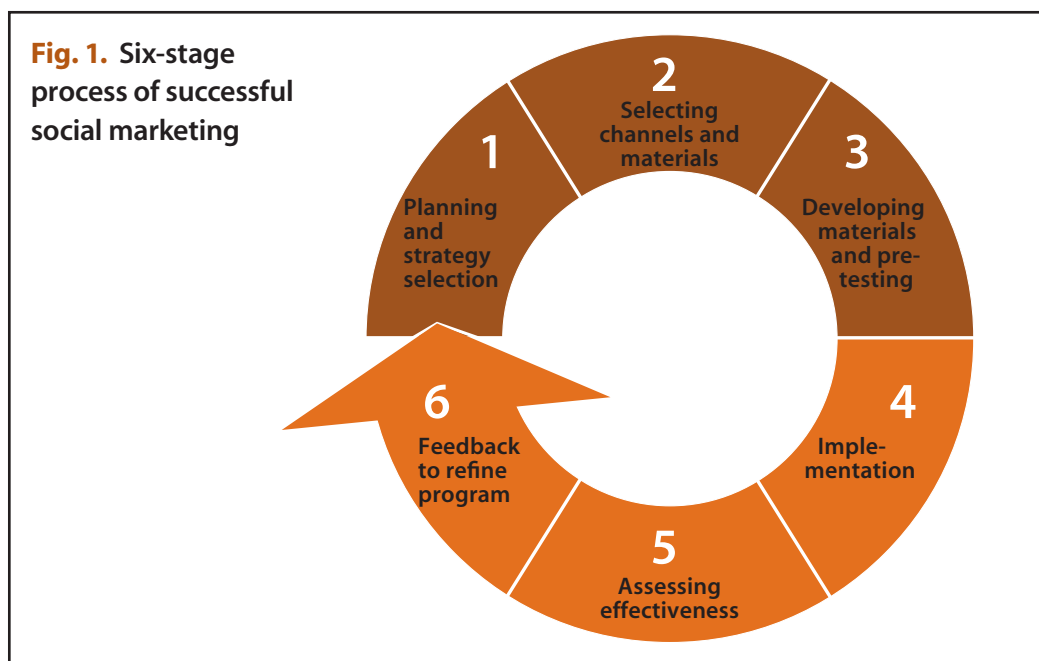 Fig. 1. Six-stage
process of successful
social marketing
1
Planning
and
strategy
selection
2
Selecting
channels and
materials
3
Developing
materials
and pre-
testing
4
Imple-
mentation
5
Assessing
effectiveness
6
Feedback
to refine
program